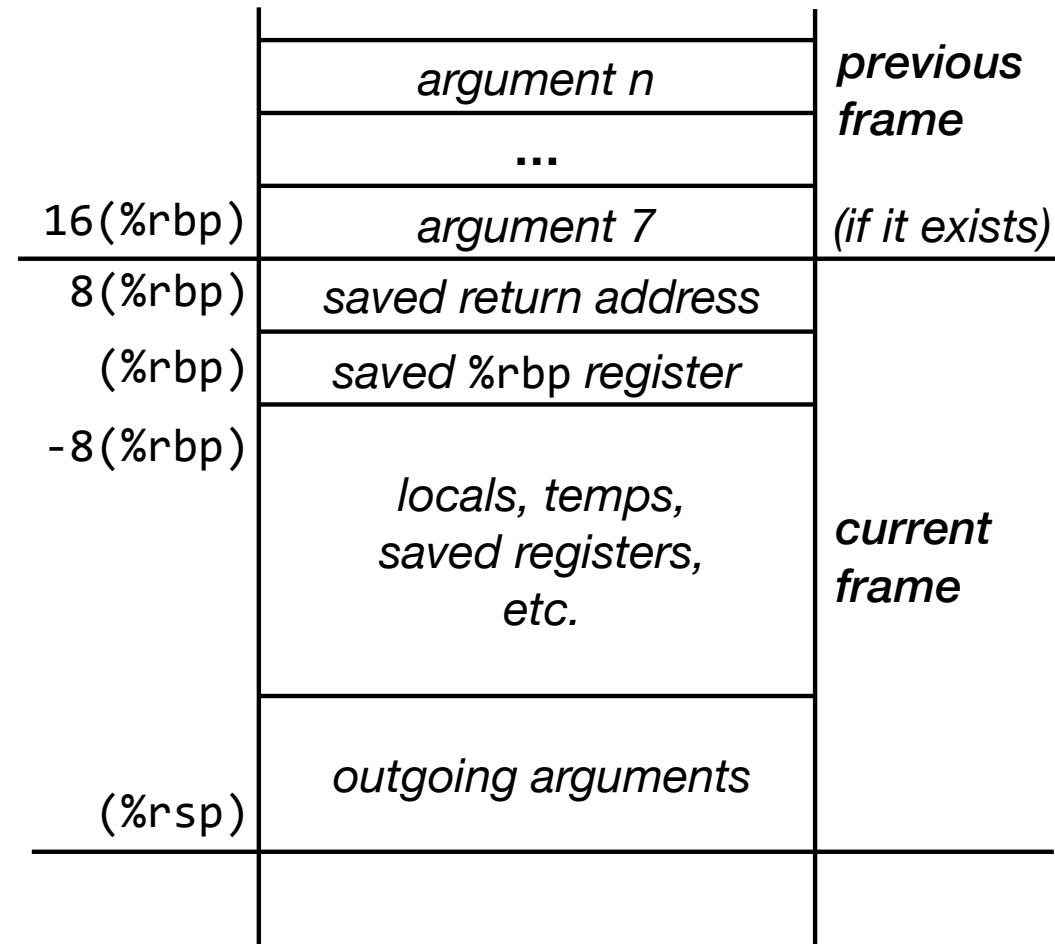 argument n
previous
frame
...
16(%rbp)
argument 7
(if it exists)
8(%rbp)
saved return address
(%rbp)
saved %rbp register
-8(%rbp)
locals, temps,
saved registers,
etc.
current
frame
outgoing arguments
(%rsp)